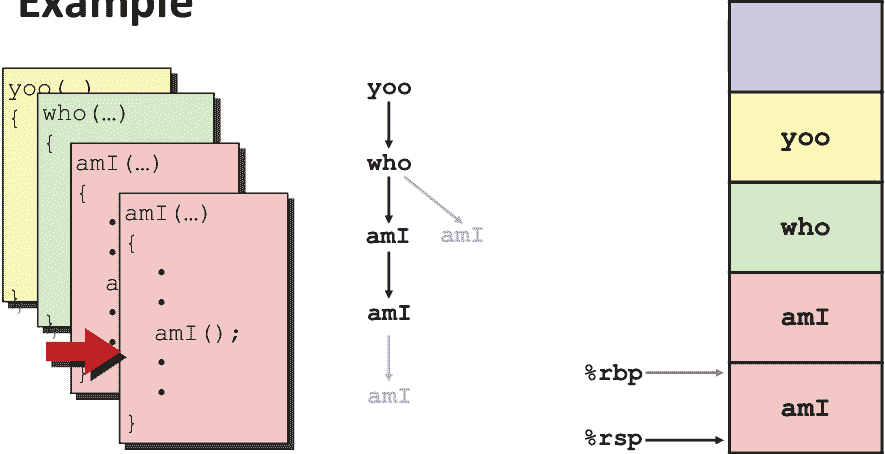 Example
yoo(…)
{
who(…)
{
amI(…)
{
•
•
a
•
•
}
amI(…)
{
•
•
amI();
•
•
}
}
}
yoo
who
amI amI
amI
amI
yoo
who
amI
%rbp
amI
%rsp